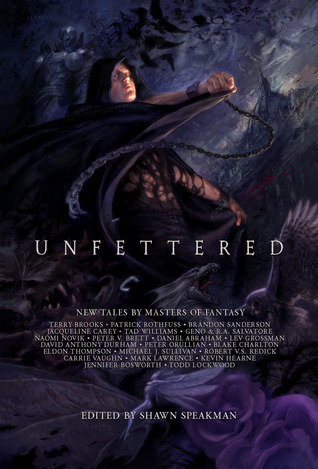 UNFETTERED
NEW TALES BY MASTERS OF FANTASY
TERRY BROOKS • PATRICK ROTHFUSS • BRANDON SANDERSON
JACQUELINE CAREY • TAD WILLIAMS • GENO & R.A. SALVATORE
NAOMI NOVIK • PETER V. BRETT • DANIEL ABRAHAM • LEV GROSSMAN
DAVID ANTHONY DURHAM • PETER ORULLIAN • BLAKE CHARLTON
ELDON THOMPSON • MICHAEL J. SULLIVAN • ROBERT V.S. REDICK
CARRIE VAUGHN • MARK LAWRENCE • KEVIN HEARNE
JENNIFER BOSWORTH • TODD LOCKWOOD
EDITED BY SHAWN SPEAKMAN